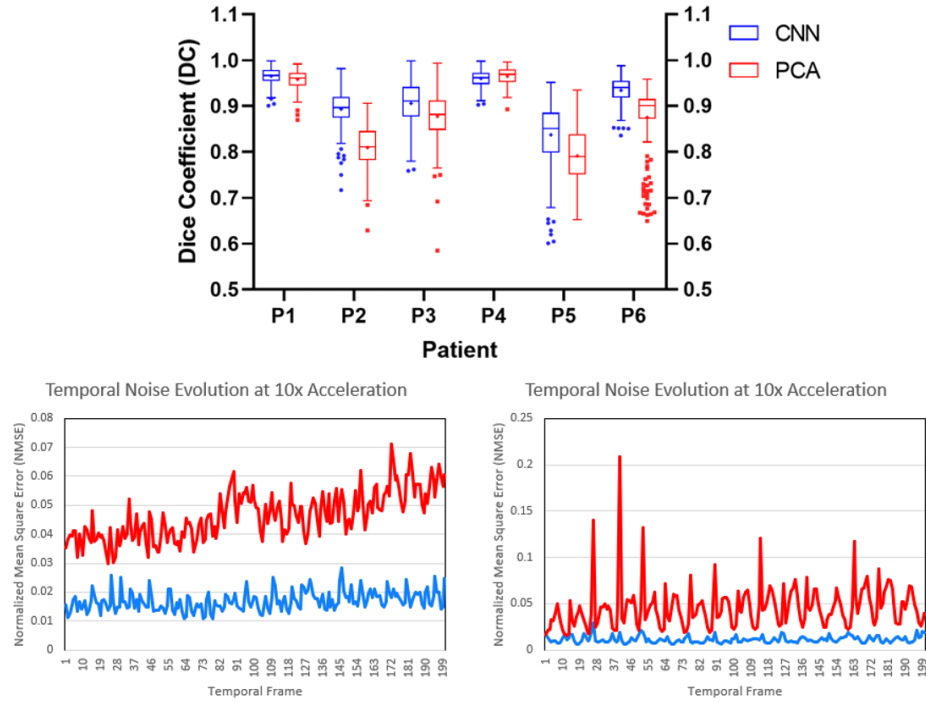 1.1 1.1
1.0 1.0
0.9 0.9
0.8 0.8
0.7 0.7
0.6 0.6
0.5 0.5
Dice Coefficient (DC)
CNN
PCA
P1 P2 P3 P4 P5 P6
Patient
Temporal Noise Evolution at 10x Acceleration
Normalized Mean Square Error (NMSE)
0.08
0.07
0.06
0.05
0.04
0.03
0.02
0.01
0
1 10 19 28 37 46 55 64 73 82 91 100 109 118 127 136 145 154 163 172 181 190 199
Temporal Frame
Temporal Noise Evolution at 10x Acceleration
Normalized Mean Square Error (NMSE)
0.25
0.2
0.15
0.1
0.05
0
1 10 19 28 37 46 55 64 73 82 91 100 109 118 127 136 145 154 163 172 181 190 199
Temporal Frame